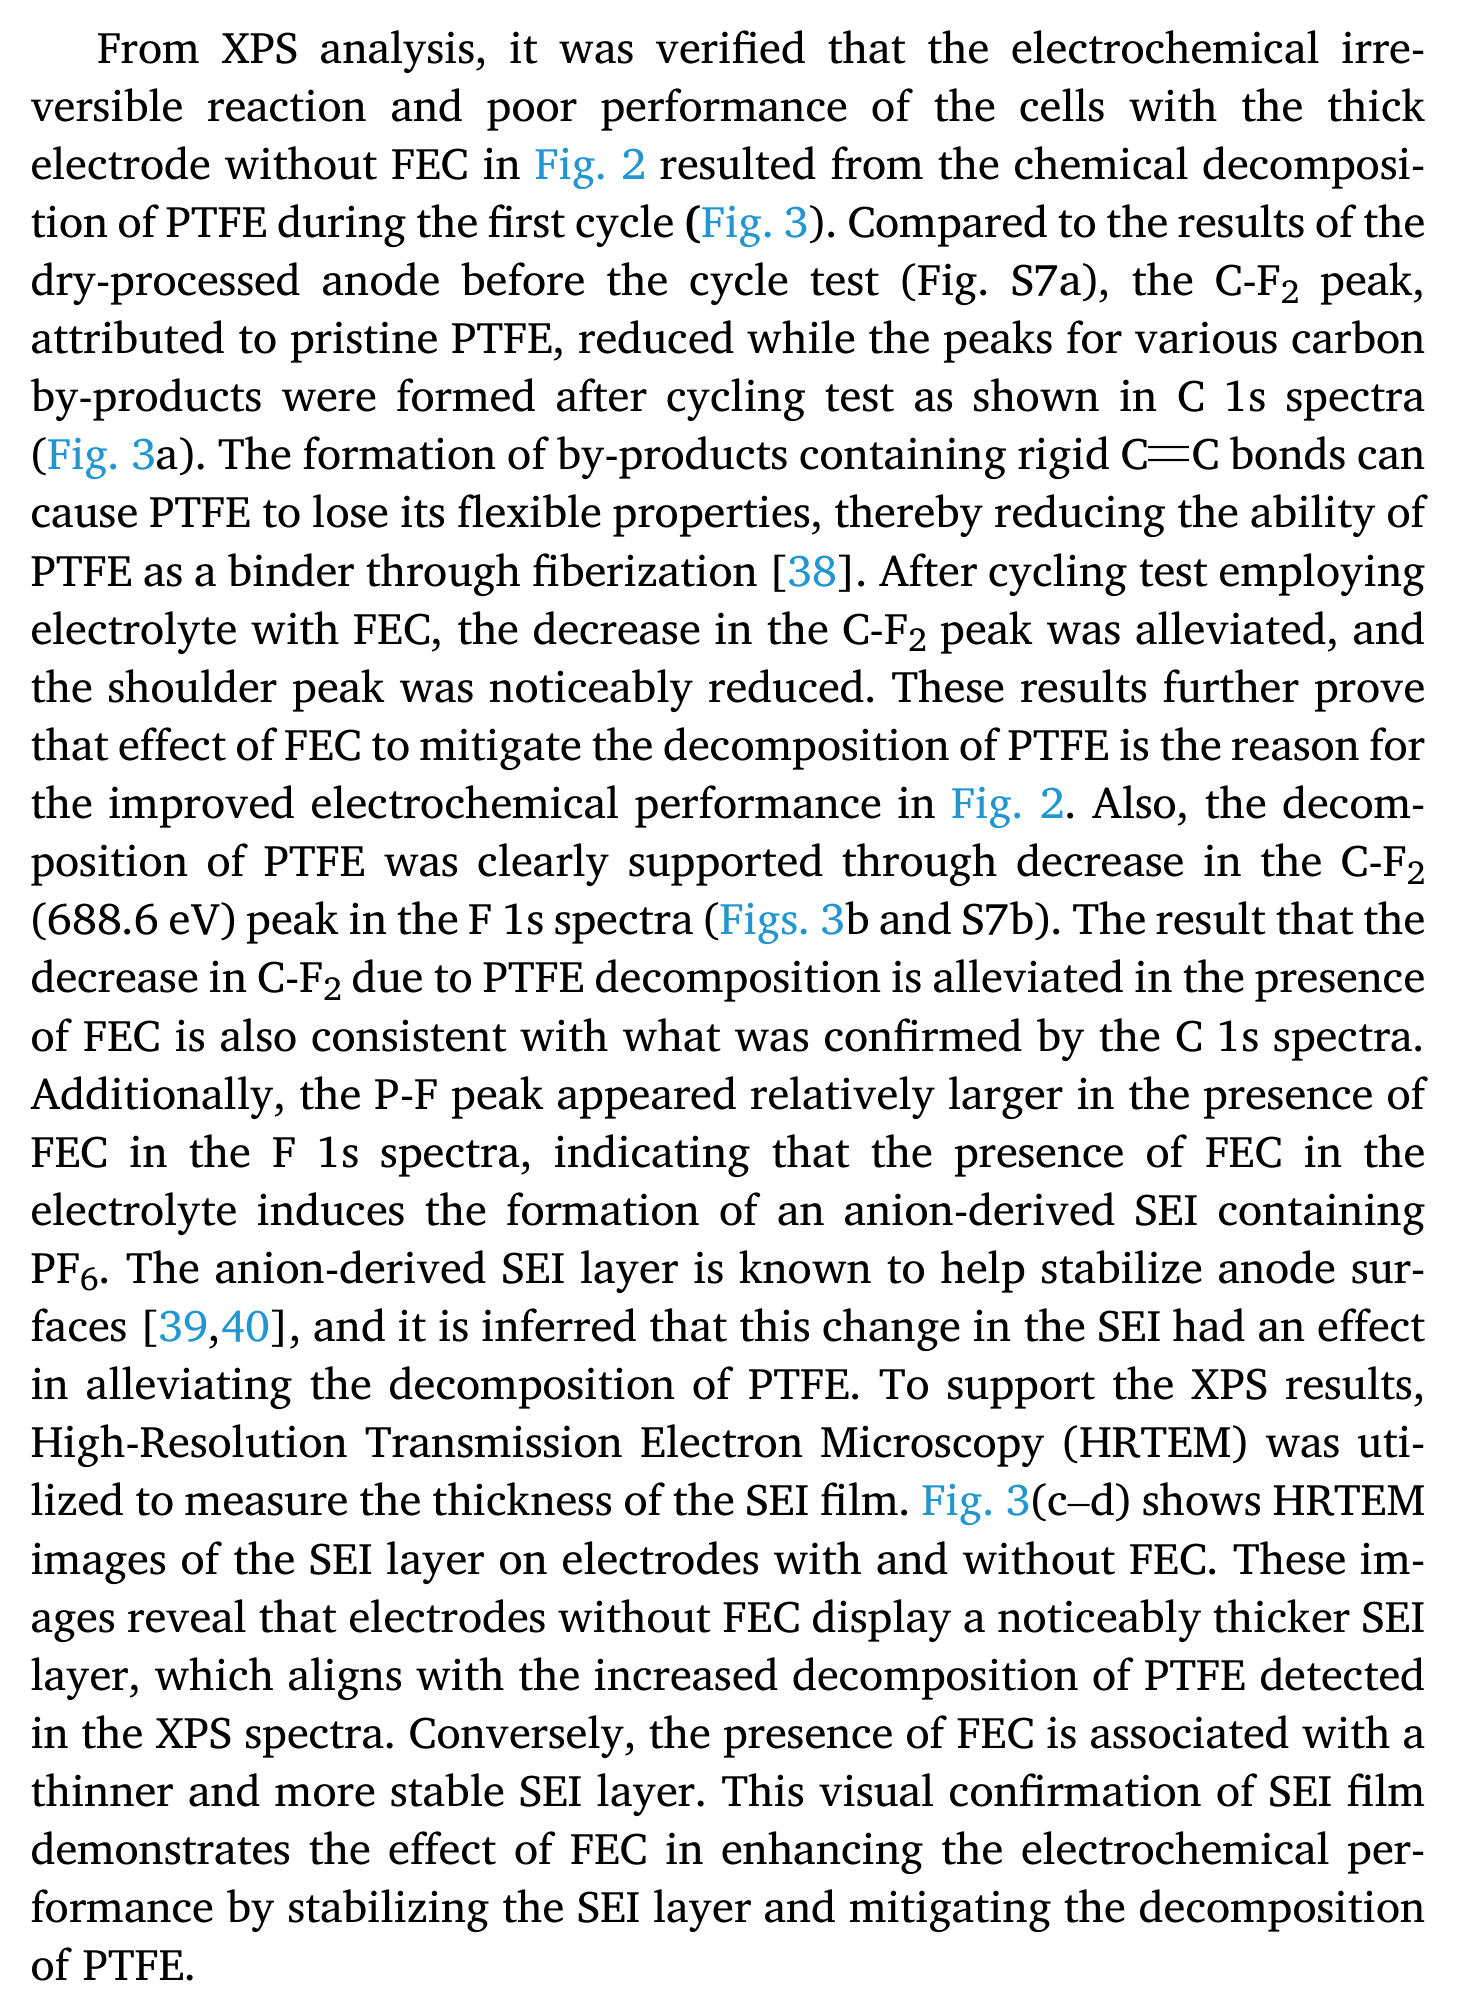 From XPS analysis, it was verified that the electrochemical irre-
versible reaction and poor performance of the cells with the thick
electrode without FEC in Fig. 2 resulted from the chemical decomposi-
tion of PTFE during the first cycle (Fig. 3). Compared to the results of the
dry-processed anode before the cycle test (Fig. S7a), the C-F₂ peak,
attributed to pristine PTFE, reduced while the peaks for various carbon
by-products were formed after cycling test as shown in C 1s spectra
(Fig. 3a). The formation of by-products containing rigid C═C bonds can
cause PTFE to lose its flexible properties, thereby reducing the ability of
PTFE as a binder through fiberization [38]. After cycling test employing
electrolyte with FEC, the decrease in the C-F₂ peak was alleviated, and
the shoulder peak was noticeably reduced. These results further prove
that effect of FEC to mitigate the decomposition of PTFE is the reason for
the improved electrochemical performance in Fig. 2. Also, the decom-
position of PTFE was clearly supported through decrease in the C-F₂
(688.6 eV) peak in the F 1s spectra (Figs. 3b and S7b). The result that the
decrease in C-F₂ due to PTFE decomposition is alleviated in the presence
of FEC is also consistent with what was confirmed by the C 1s spectra.
Additionally, the P-F peak appeared relatively larger in the presence of
FEC in the F 1s spectra, indicating that the presence of FEC in the
electrolyte induces the formation of an anion-derived SEI containing
PF₆. The anion-derived SEI layer is known to help stabilize anode sur-
faces [39,40], and it is inferred that this change in the SEI had an effect
in alleviating the decomposition of PTFE. To support the XPS results,
High-Resolution Transmission Electron Microscopy (HRTEM) was uti-
lized to measure the thickness of the SEI film. Fig. 3(c–d) shows HRTEM
images of the SEI layer on electrodes with and without FEC. These im-
ages reveal that electrodes without FEC display a noticeably thicker SEI
layer, which aligns with the increased decomposition of PTFE detected
in the XPS spectra. Conversely, the presence of FEC is associated with a
thinner and more stable SEI layer. This visual confirmation of SEI film
demonstrates the effect of FEC in enhancing the electrochemical per-
formance by stabilizing the SEI layer and mitigating the decomposition
of PTFE.